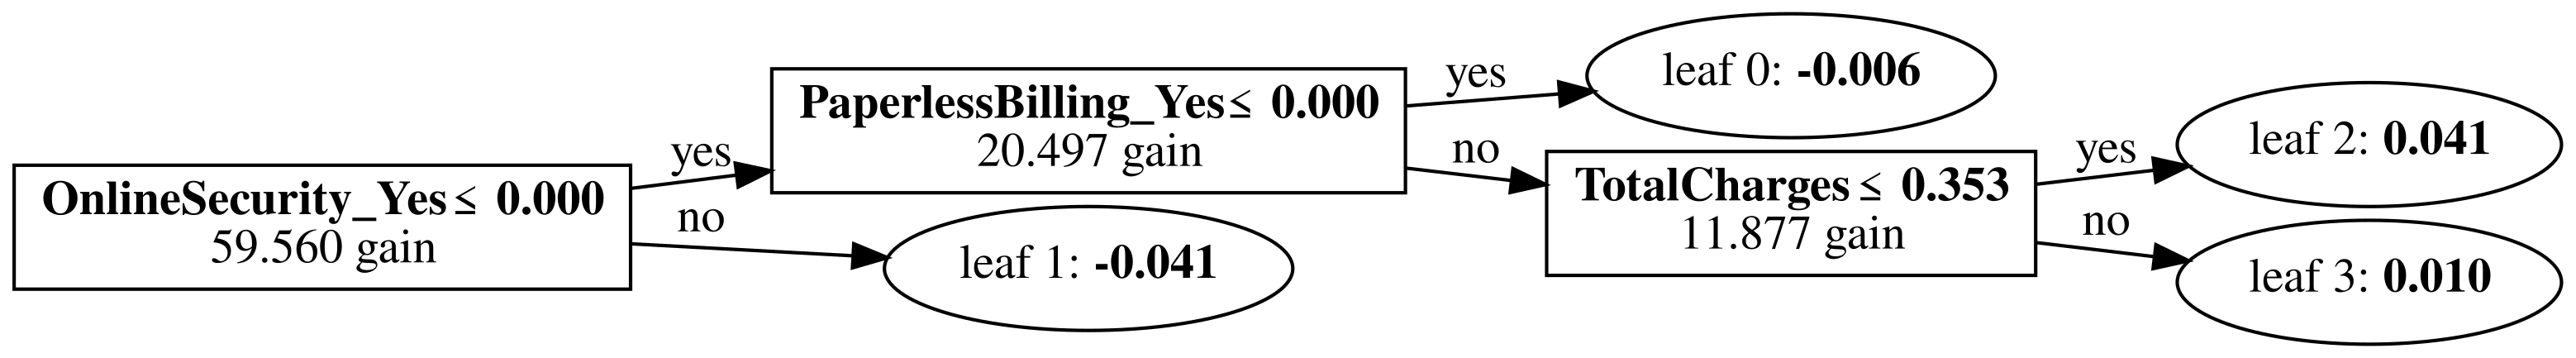 OnlineSecurity_Yes ≤ 0.000
59.560 gain
yes
no
PaperlessBilling_Yes ≤ 0.000
20.497 gain
leaf 1: -0.041
yes
no
leaf 0: -0.006
TotalCharges ≤ 0.353
11.877 gain
yes
no
leaf 2: 0.041
leaf 3: 0.010